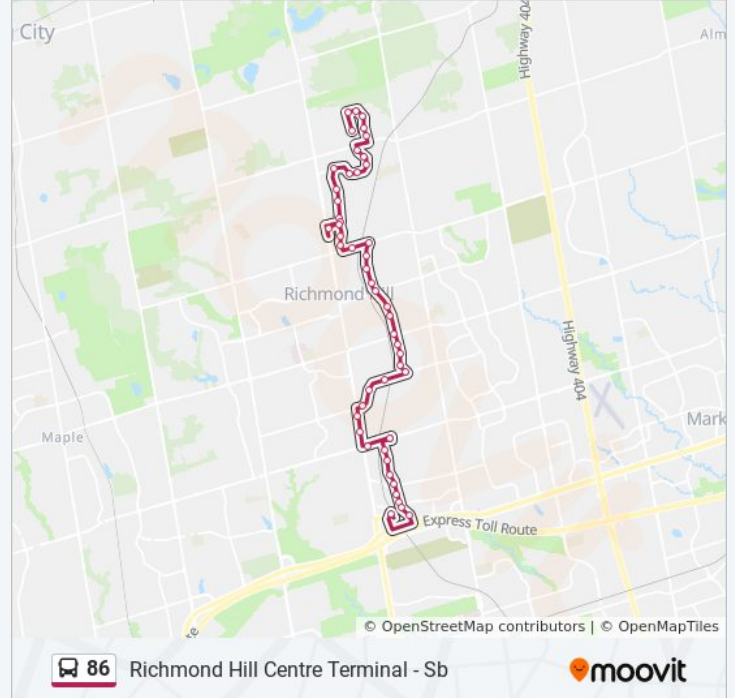 City
Highway 404
Alm
Richmond Hill
Highway 404
Maple
Mark
Express Toll Route
te
© OpenStreetMap contributors | © OpenMapTiles
86 Richmond Hill Centre Terminal - Sb
moovit